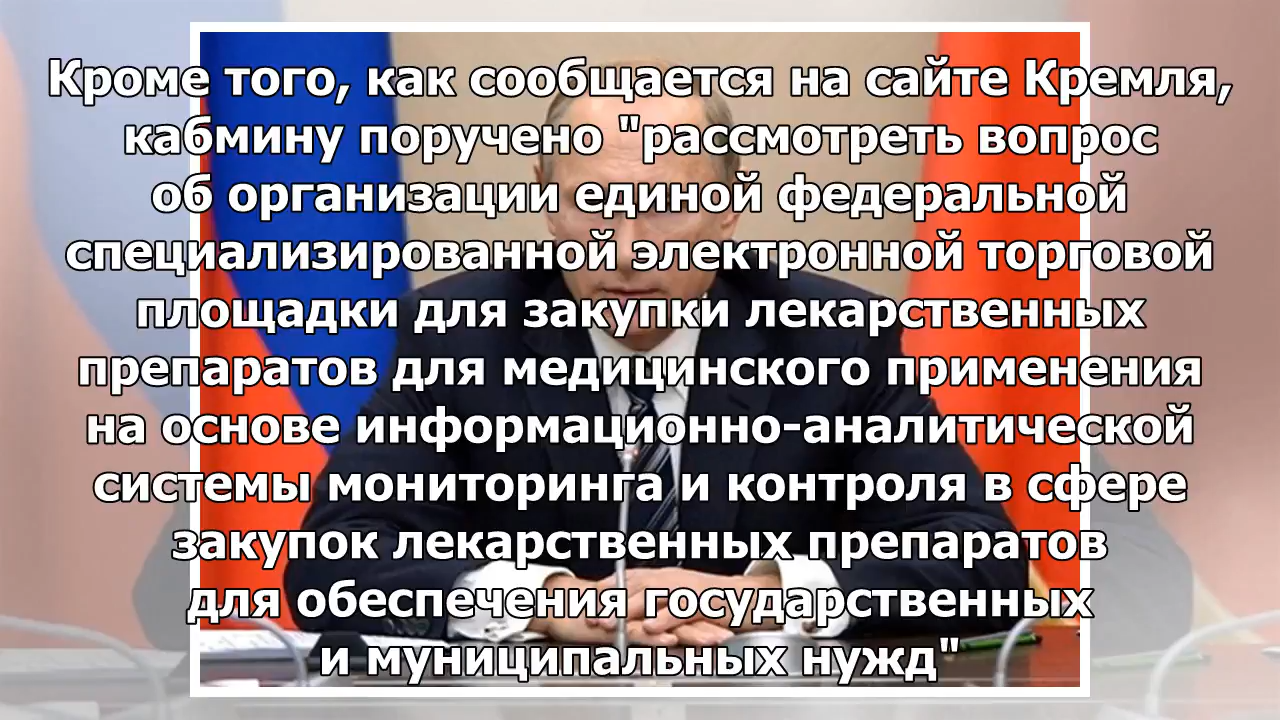 Кроме того, как сообщается на сайте Кремля,
кабмину поручено "рассмотреть вопрос
об организации единой федеральной
специализированной электронной торговой
площадки для закупки лекарственных
препаратов для медицинского применения
на основе информационно-аналитической
системы мониторинга и контроля в сфере
закупок лекарственных препаратов
для обеспечения государственных
и муниципальных нужд"